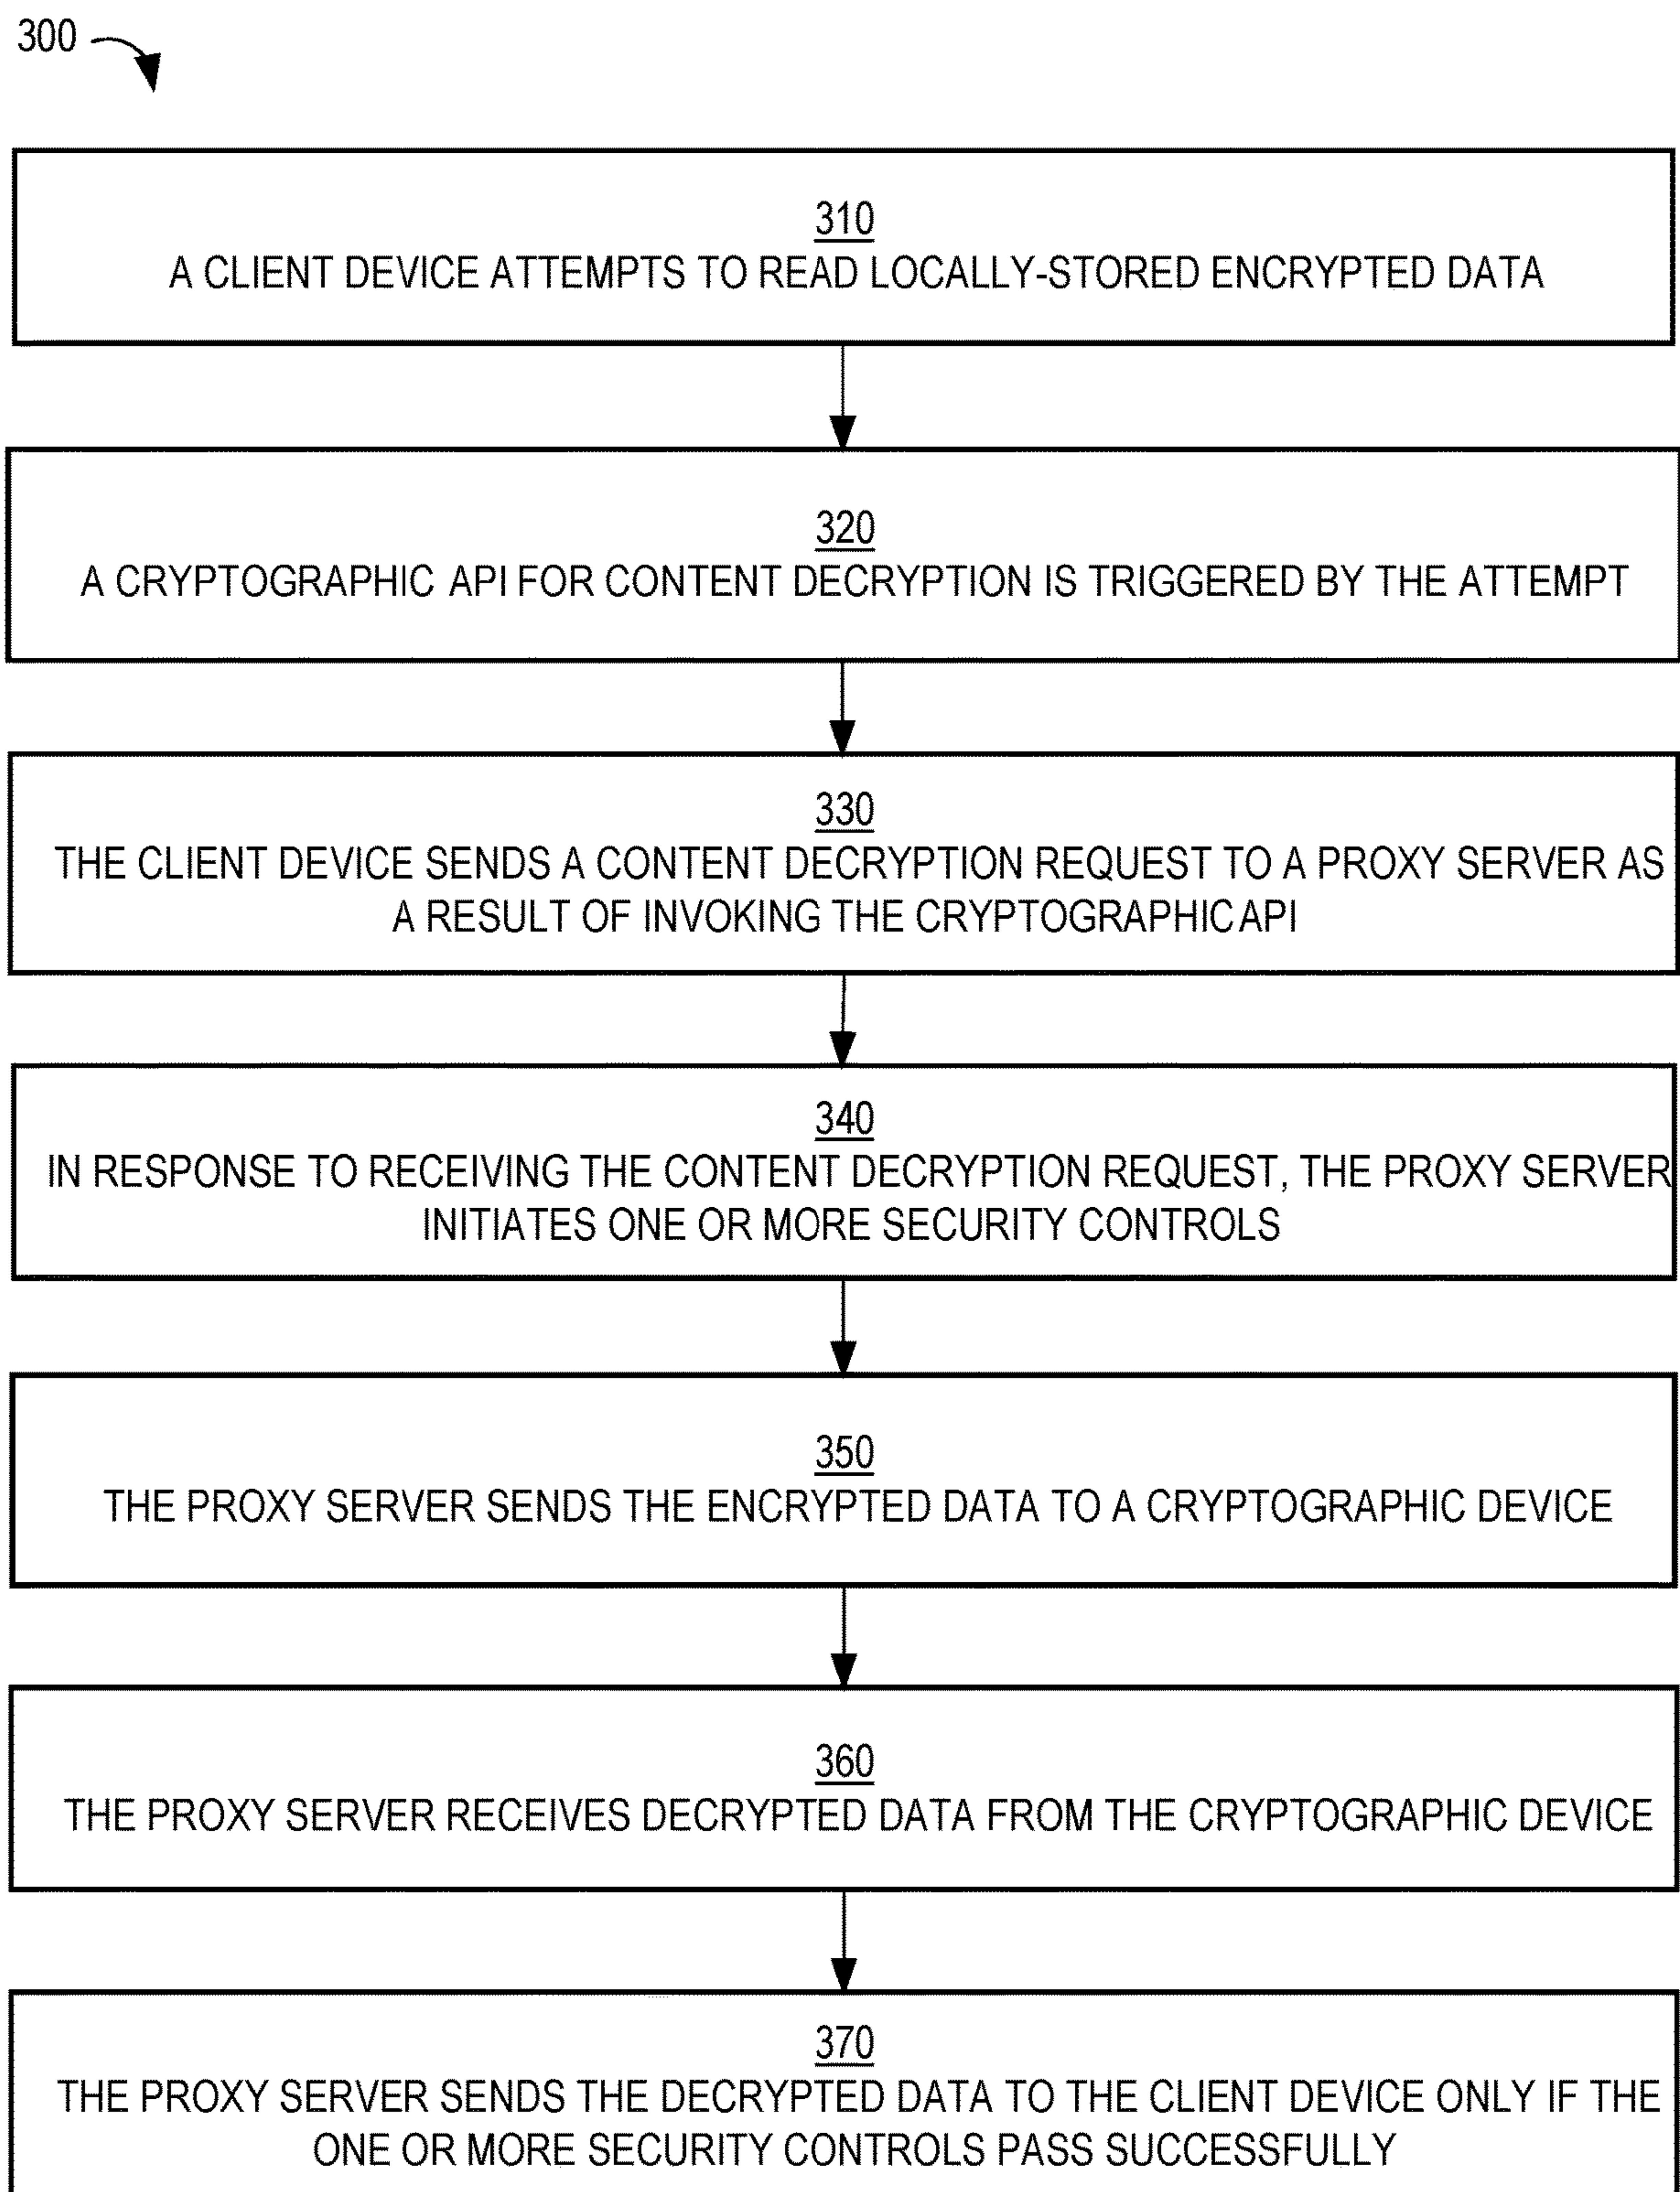 300
310
A CLIENT DEVICE ATTEMPTS TO READ LOCALLY-STORED ENCRYPTED DATA
320
A CRYPTOGRAPHIC API FOR CONTENT DECRYPTION IS TRIGGERED BY THE ATTEMPT
330
THE CLIENT DEVICE SENDS A CONTENT DECRYPTION REQUEST TO A PROXY SERVER AS
A RESULT OF INVOKING THE CRYPTOGRAPHIC API
340
IN RESPONSE TO RECEIVING THE CONTENT DECRYPTION REQUEST, THE PROXY SERVER
INITIATES ONE OR MORE SECURITY CONTROLS
350
THE PROXY SERVER SENDS THE ENCRYPTED DATA TO A CRYPTOGRAPHIC DEVICE
360
THE PROXY SERVER RECEIVES DECRYPTED DATA FROM THE CRYPTOGRAPHIC DEVICE
370
THE PROXY SERVER SENDS THE DECRYPTED DATA TO THE CLIENT DEVICE ONLY IF THE
ONE OR MORE SECURITY CONTROLS PASS SUCCESSFULLY